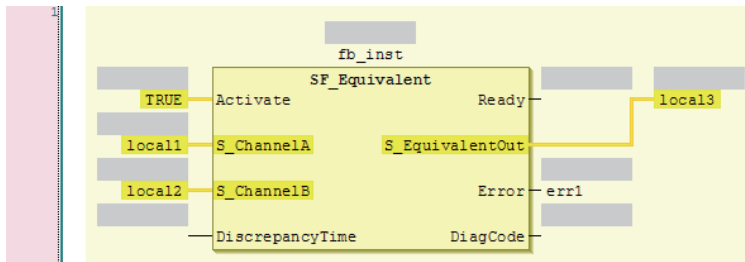 1
fb_inst
SF_Equivalent
TRUE Activate Ready local3
local1 S_ChannelA S_EquivalentOut
local2 S_ChannelB Error err1
DiscrepancyTime DiagCode